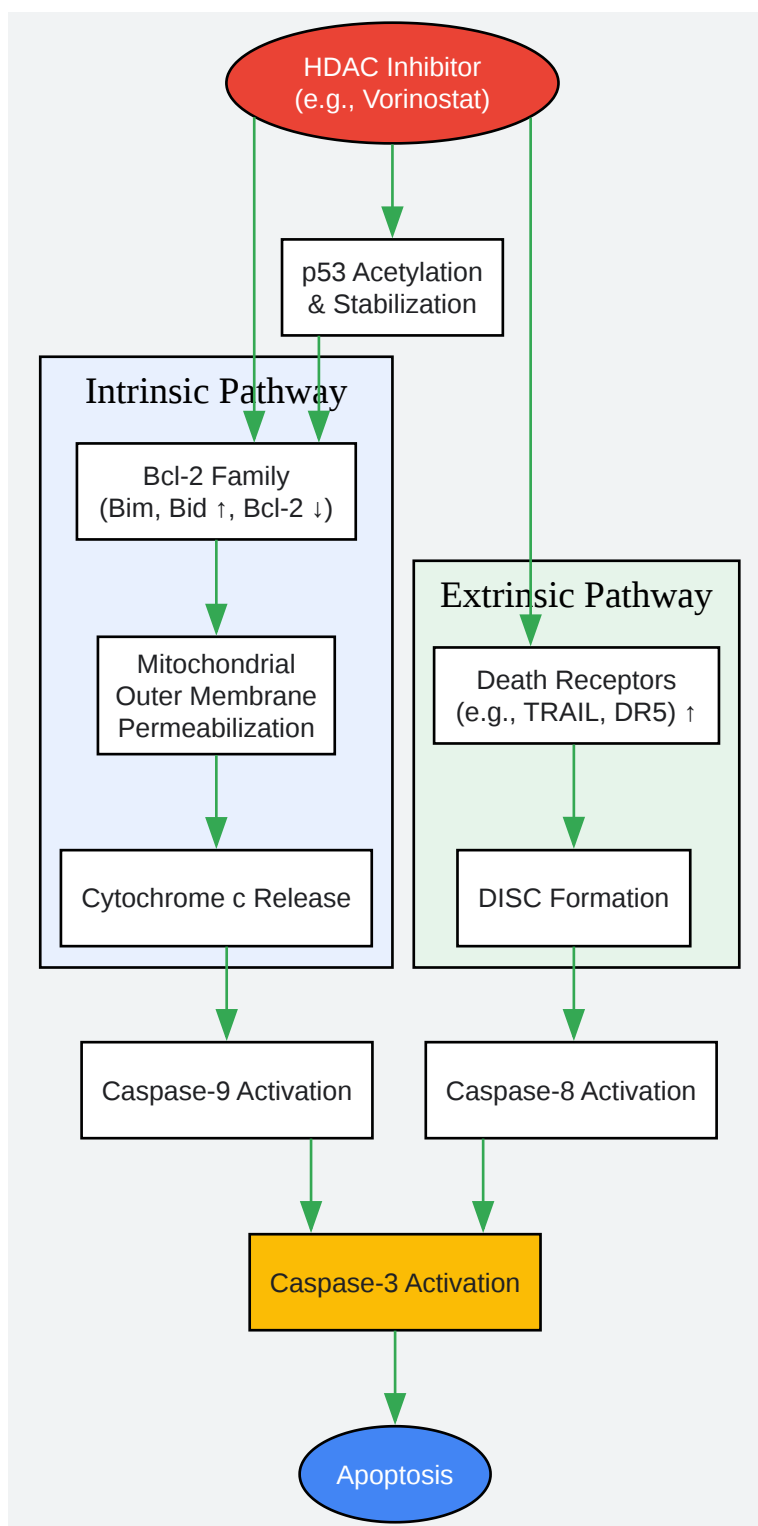 HDAC Inhibitor
(e.g., Vorinostat)
p53 Acetylation
& Stabilization
Intrinsic Pathway
Bcl-2 Family
(Bim, Bid ↑, Bcl-2 ↓)
Mitochondrial
Outer Membrane
Permeabilization
Cytochrome c Release
Extrinsic Pathway
Death Receptors
(e.g., TRAIL, DR5) ↑
DISC Formation
Caspase-9 Activation
Caspase-8 Activation
Caspase-3 Activation
Apoptosis